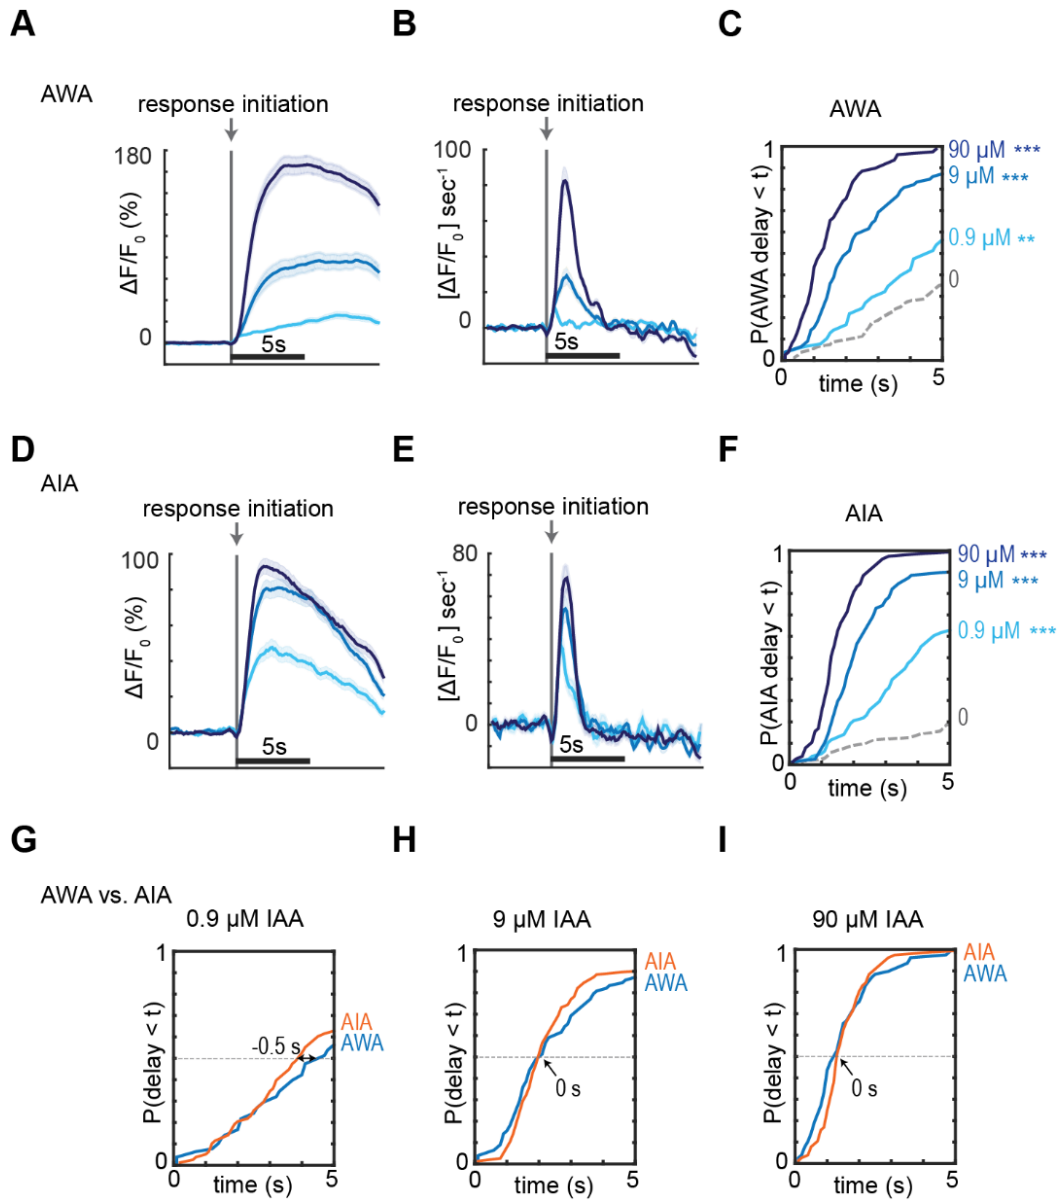 A
B
C
AWA
response initiation
180
ΔF/F0 (%)
0
5s
response initiation
100
[ΔF/F0 ] sec-1
0
5s
AWA
1
P(AWA delay < t)
0
0
time (s)
5
90 µM ***
9 µM ***
0.9 µM **
0
D
E
F
AIA
response initiation
100
ΔF/F0 (%)
0
5s
response initiation
80
[ΔF/F0 ] sec-1
0
5s
AIA
1
P(AIA delay < t)
0
0
time (s)
5
90 µM ***
9 µM ***
0.9 µM ***
0
G
H
I
AWA vs. AIA
0.9 µM IAA
1
P(delay < t)
0
0
time (s)
5
-0.5 s
AIA
AWA
9 µM IAA
1
P(delay < t)
0
0
time (s)
5
0 s
AIA
AWA
90 µM IAA
1
P(delay < t)
0
0
time (s)
5
0 s
AIA
AWA